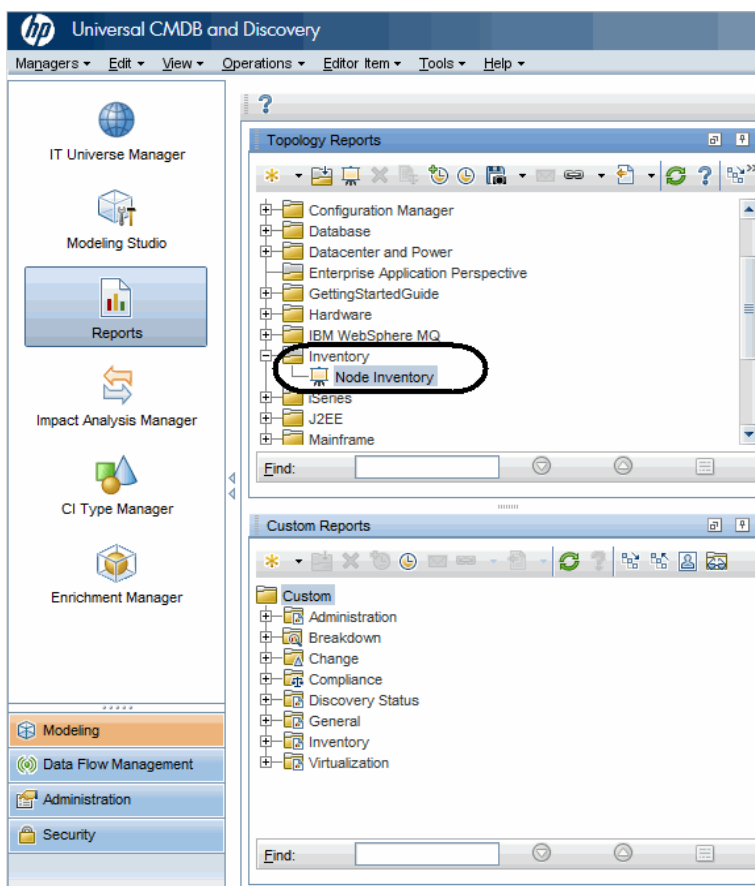 hp Universal CMDB and Discovery
Managers Edit View Operations Editor Item Tools Help
IT Universe Manager
Modeling Studio
Reports
Impact Analysis Manager
CI Type Manager
Enrichment Manager
Modeling
Data Flow Management
Administration
Security
?
Topology Reports
?
Configuration Manager
Database
Datacenter and Power
Enterprise Application Perspective
GettingStartedGuide
Hardware
IBM WebSphere MQ
Inventory
Node Inventory
iSeries
J2EE
Mainframe
Find:
Custom Reports
?
Custom
Administration
Breakdown
Change
Compliance
Discovery Status
General
Inventory
Virtualization
Find: